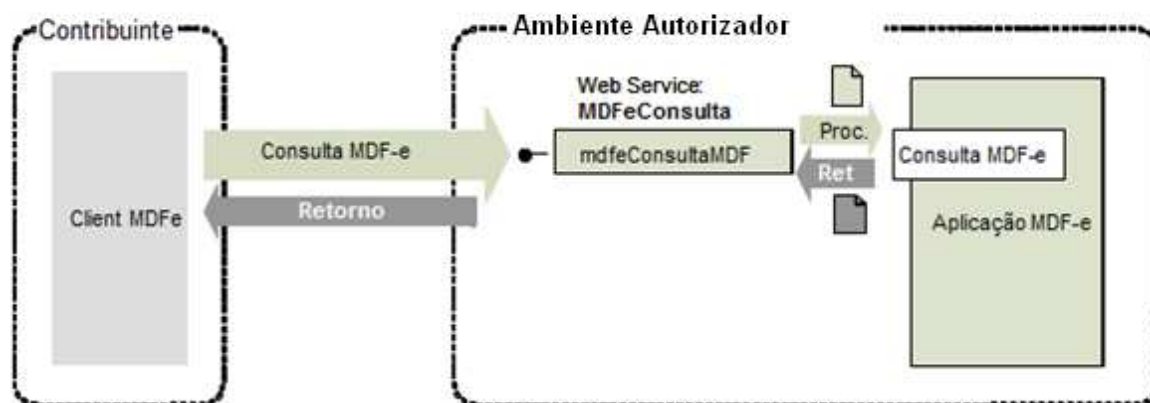 Contribuinte
Ambiente Autorizador
Web Service:
MDFeConsulta
Consulta MDF-e
mdfeConsultaMDF
Proc.
Consulta MDF-e
Ret
Retorno
Client MDFe
Aplicação MDF-e